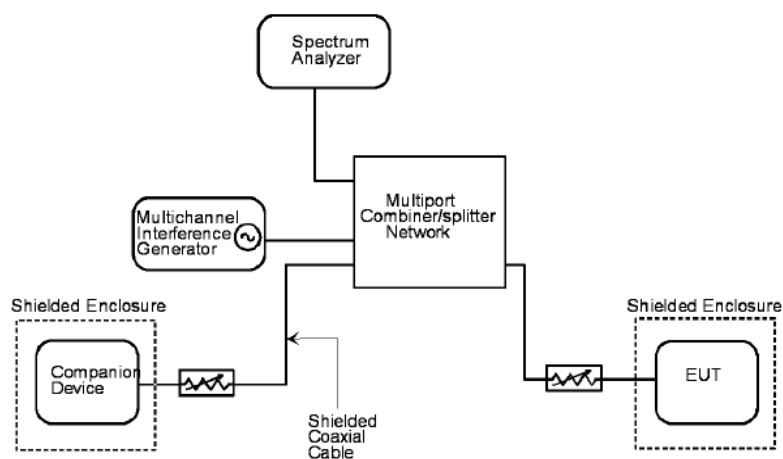 Spectrum
Analyzer
Multiport
Combiner/splitter
Network
Multichannel
Interference
Generator
Shielded Enclosure
Companion
Device
Shielded
Coaxial
Cable
Shielded Enclosure
EUT